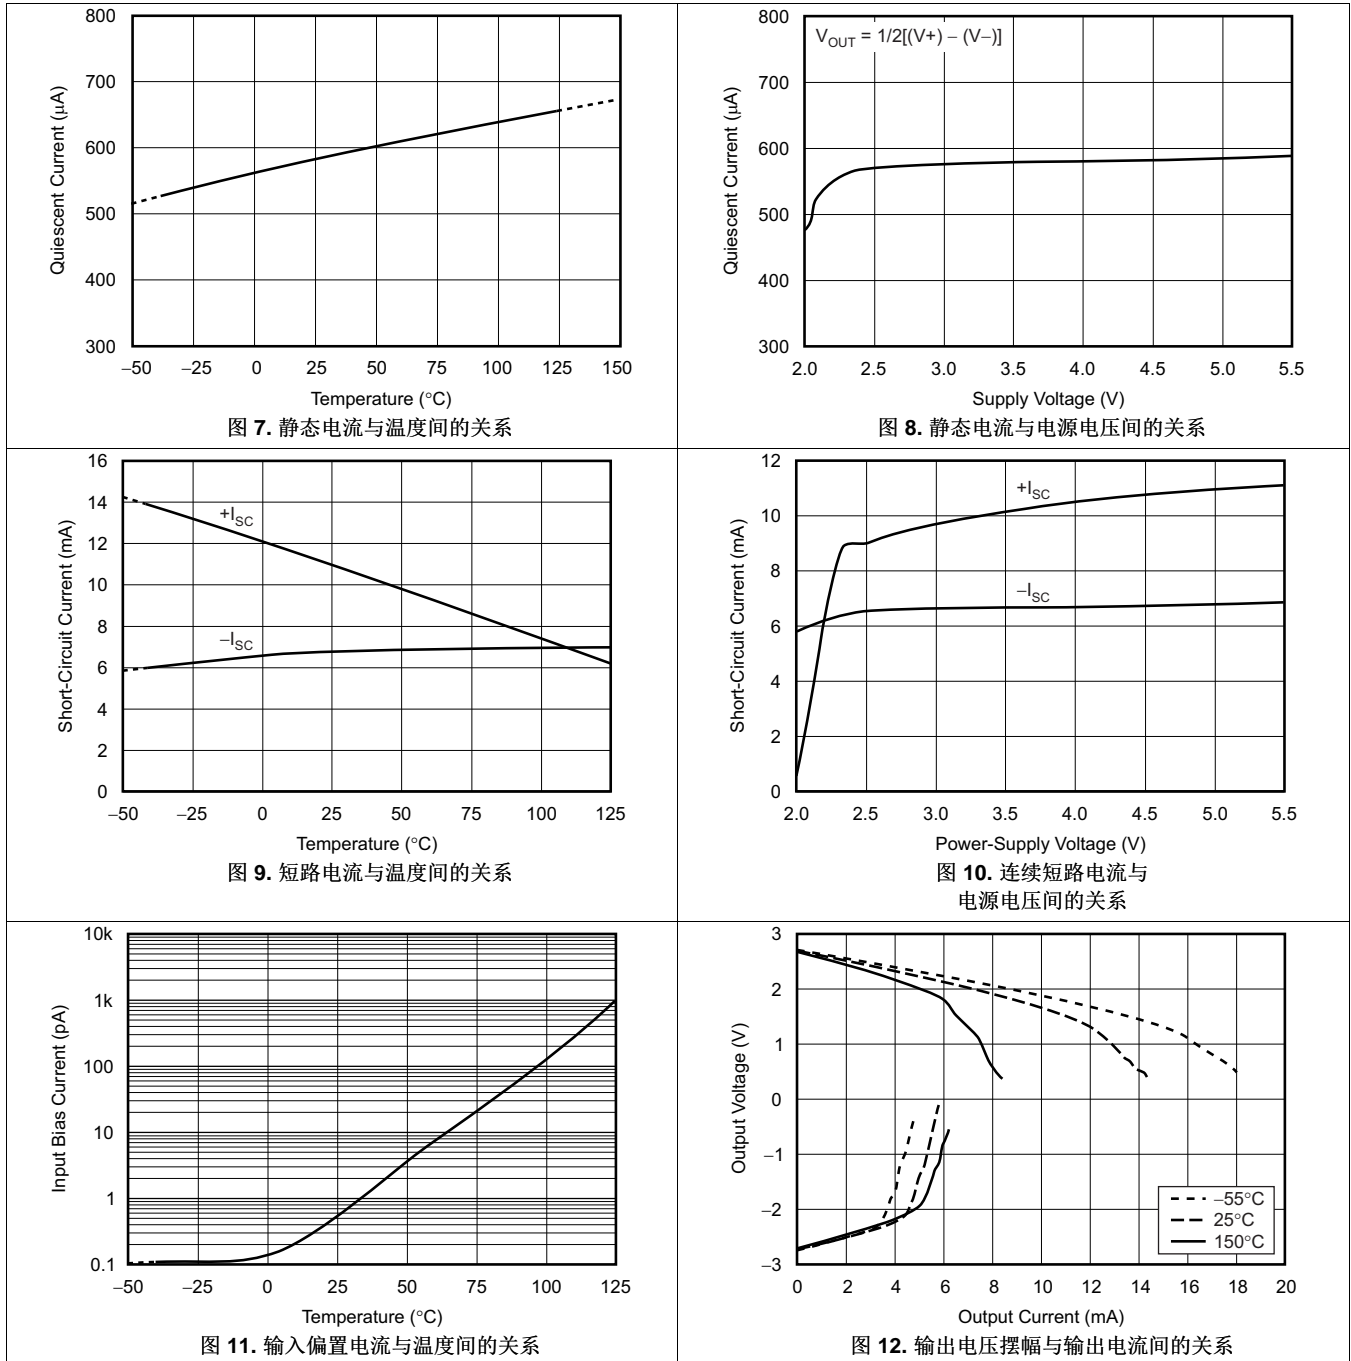 800
700
600
500
400
300
Quiescent Current (µA)
−50 −25 0 25 50 75 100 125 150
Temperature (°C)
图 7. 静态电流与温度间的关系
V_OUT = 1/2[(V+) − (V−)]
800
700
600
500
400
300
Quiescent Current (µA)
2.0 2.5 3.0 3.5 4.0 4.5 5.0 5.5
Supply Voltage (V)
图 8. 静态电流与电源电压间的关系
16
14
12
10
8
6
4
2
0
Short-Circuit Current (mA)
+I_SC
−I_SC
−50 −25 0 25 50 75 100 125
Temperature (°C)
图 9. 短路电流与温度间的关系
12
10
8
6
4
2
0
Short-Circuit Current (mA)
+I_SC
−I_SC
2.0 2.5 3.0 3.5 4.0 4.5 5.0 5.5
Power-Supply Voltage (V)
图 10. 连续短路电流与
电源电压间的关系
10k
1k
100
10
1
0.1
Input Bias Current (pA)
−50 −25 0 25 50 75 100 125
Temperature (°C)
图 11. 输入偏置电流与温度间的关系
3
2
1
0
−1
−2
−3
Output Voltage (V)
−55°C
25°C
150°C
0 2 4 6 8 10 12 14 16 18 20
Output Current (mA)
图 12. 输出电压摆幅与输出电流间的关系